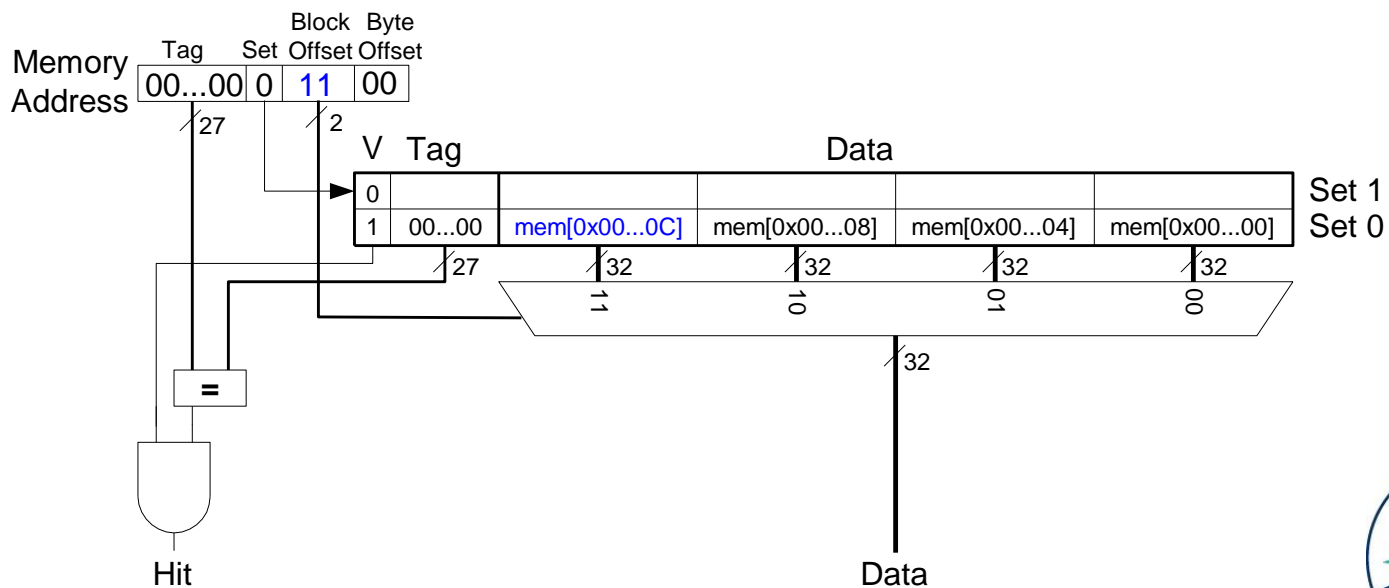 Block Byte
Tag Set Offset Offset
Memory Address 00...00 0 11 00
27 2
V Tag Data
0 Set 1
1 00...00 mem[0x00...0C] mem[0x00...08] mem[0x00...04] mem[0x00...00] Set 0
27 32 32 32 32
11 10 01 00
32
=
Hit Data